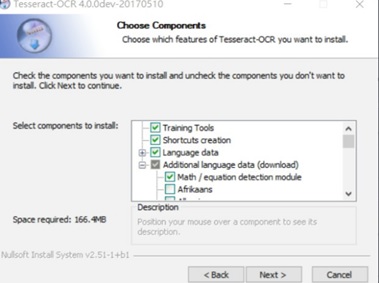 Tesseract-OCR 4.0.0dev-20170510
Choose Components
Choose which features of Tesseract-OCR you want to install.
Check the components you want to install and uncheck the components you don't want to
install. Click Next to continue.
Select components to install:
Training Tools
Shortcuts creation
Language data
Additional language data (download)
Math / equation detection module
Afrikaans
Space required: 166.4MB
Description
Position your mouse over a component to see its
description.
Nullsoft Install System v2.51-1+b1
< Back
Next >
Cancel